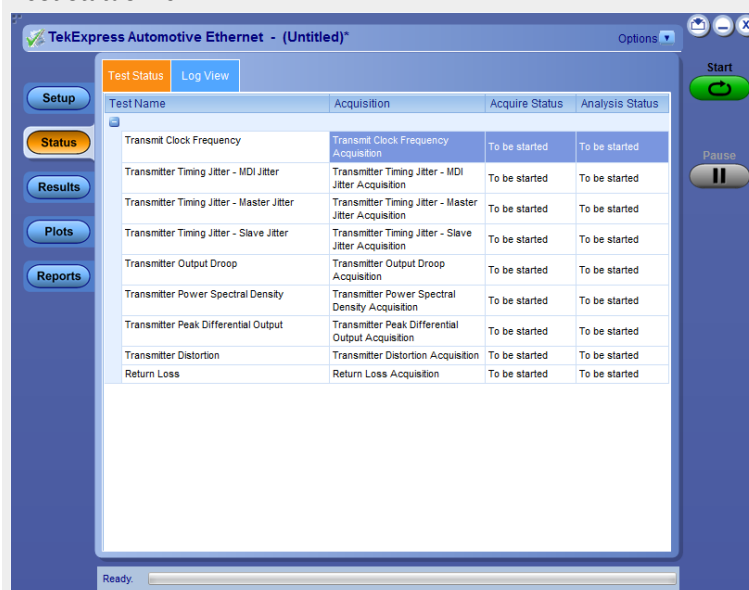 TekExpress Automotive Ethernet - (Untitled)*
Options
Start
Pause
Setup
Status
Results
Plots
Reports
Test Status
Log View
Test Name Acquisition Acquire Status Analysis Status
Transmit Clock Frequency
Transmit Clock Frequency
Acquisition
To be started
To be started
Transmitter Timing Jitter - MDI Jitter
Transmitter Timing Jitter - MDI
Jitter Acquisition
To be started
To be started
Transmitter Timing Jitter - Master Jitter
Transmitter Timing Jitter - Master
Jitter Acquisition
To be started
To be started
Transmitter Timing Jitter - Slave Jitter
Transmitter Timing Jitter - Slave
Jitter Acquisition
To be started
To be started
Transmitter Output Droop
Transmitter Output Droop
Acquisition
To be started
To be started
Transmitter Power Spectral Density
Transmitter Power Spectral
Density Acquisition
To be started
To be started
Transmitter Peak Differential Output
Transmitter Peak Differential
Output Acquisition
To be started
To be started
Transmitter Distortion
Transmitter Distortion Acquisition
To be started
To be started
Return Loss
Return Loss Acquisition
To be started
To be started
Ready.